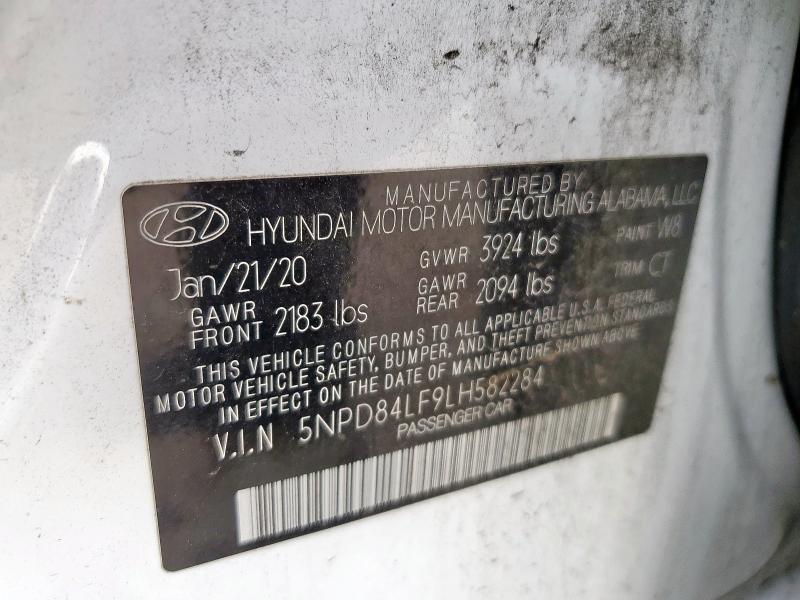 MANUFACTURED BY
HYUNDAI MOTOR MANUFACTURING ALABAMA, LLC
Jan/21/20 GVWR 3924 lbs PAINT W8
GAWR FRONT 2183 lbs GAWR REAR 2094 lbs TRIM CT
THIS VEHICLE CONFORMS TO ALL APPLICABLE U.S.A. FEDERAL
MOTOR VEHICLE SAFETY, BUMPER, AND THEFT PREVENTION STANDARDS
IN EFFECT ON THE DATE OF MANUFACTURE SHOWN ABOVE.
V.I.N 5NPD84LF9LH582284
PASSENGER CAR